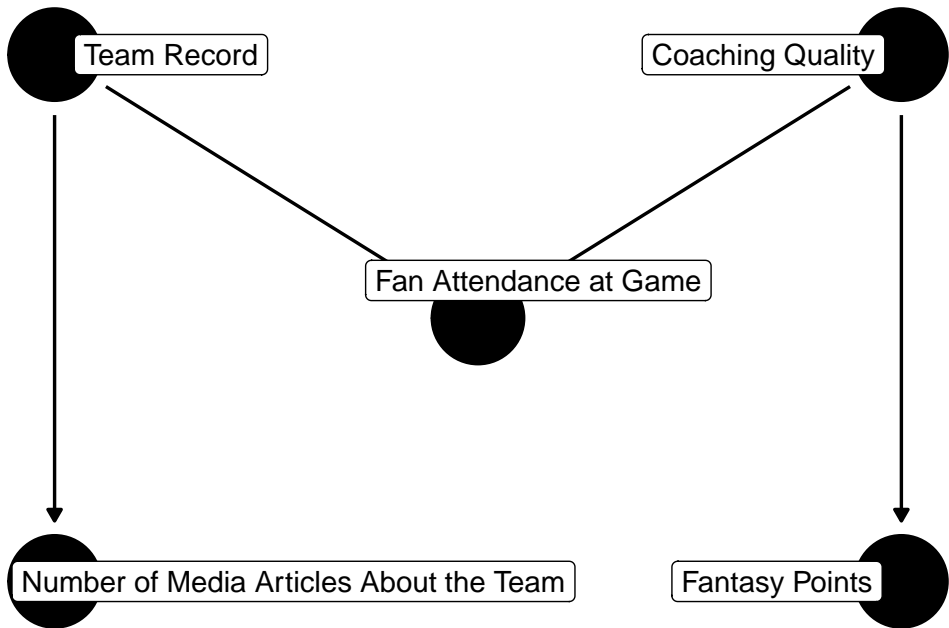 Team Record
Coaching Quality
Fan Attendance at Game
Number of Media Articles About the Team
Fantasy Points